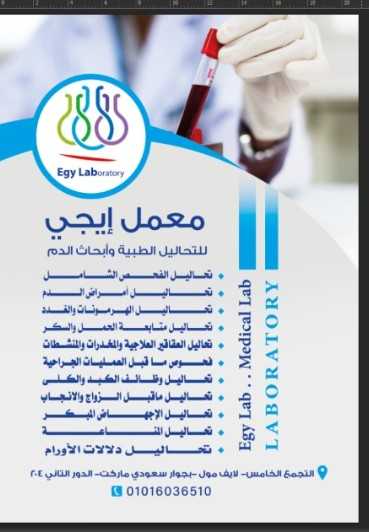 Egy Laboratory
معمل إيجي
للتحاليل الطبية وأبحاث الدم
تحاليل الفحص الشامل
تحاليل أمراض الدم
تحاليل الهرمونات والغدد
تحاليل متابعة الحمل والسكر
تحاليل العقاقير العلاجية والمخدرات والمنشطات
فحوص ما قبل العمليات الجراحية
تحاليل وظائف الكبد والكلى
تحاليل ماقبل الزواج والانجاب
تحاليل الإجهاض المبكر
تحاليل المناعة
تحاليل دلالات الأورام
Egy Lab . . Medical Lab
LABORATORY
التجمع الخامس- لايف مول -بجوار سعودي ماركت- الدور الثاني ٢٠٤
01016036510